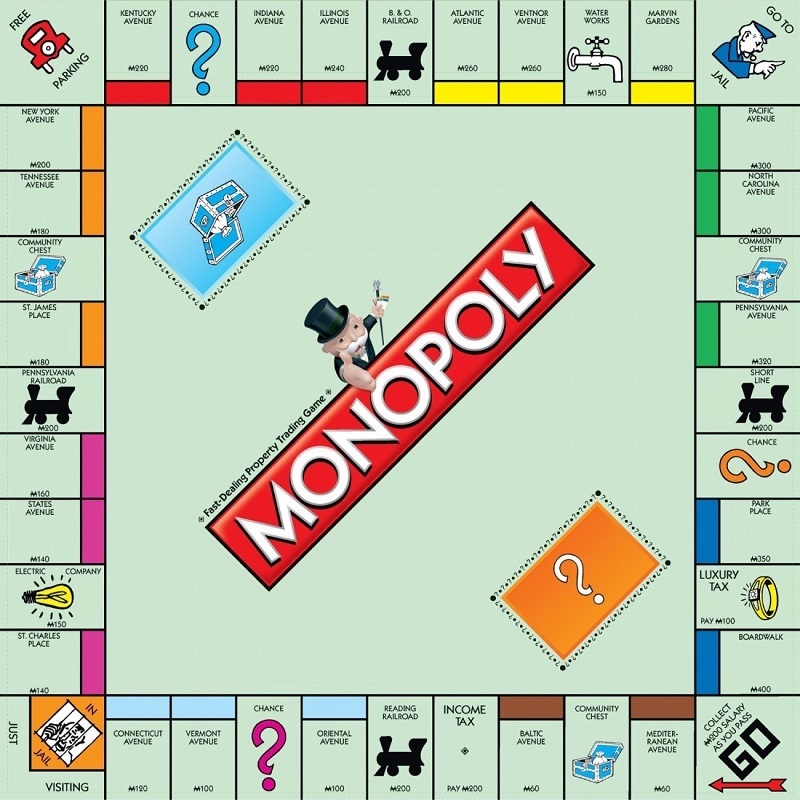 FREE
PARKING
KENTUCKY
AVENUE
₩220
CHANCE
?
INDIANA
AVENUE
₩220
ILLINOIS
AVENUE
₩240
B. & O.
RAILROAD
₩200
ATLANTIC
AVENUE
₩260
VENTNOR
AVENUE
₩260
WATER
WORKS
₩150
MARVIN
GARDENS
₩280
GO TO
JAIL
NEW YORK
AVENUE
₩200
TENNESSEE
AVENUE
₩180
COMMUNITY
CHEST
ST. JAMES
PLACE
₩180
PENNSYLVANIA
RAILROAD
₩200
VIRGINIA
AVENUE
₩160
STATES
AVENUE
₩140
ELECTRIC COMPANY
₩150
ST. CHARLES
PLACE
₩140
Fast-Dealing Property Trading Game
MONOPOLY
?
PACIFIC
AVENUE
₩300
NORTH
CAROLINA
AVENUE
₩300
COMMUNITY
CHEST
PENNSYLVANIA
AVENUE
₩320
SHORT
LINE
₩200
CHANCE
?
PARK
PLACE
₩350
LUXURY
TAX
PAY ₩100
BOARDWALK
₩400
IN
JAIL
JUST
VISITING
CONNECTICUT
AVENUE
₩120
VERMONT
AVENUE
₩100
CHANCE
?
ORIENTAL
AVENUE
₩100
READING
RAILROAD
₩200
INCOME
TAX
PAY ₩200
BALTIC
AVENUE
₩60
COMMUNITY
CHEST
MEDITER-
RANEAN
AVENUE
₩60
COLLECT
₩200 SALARY
AS YOU PASS
GO